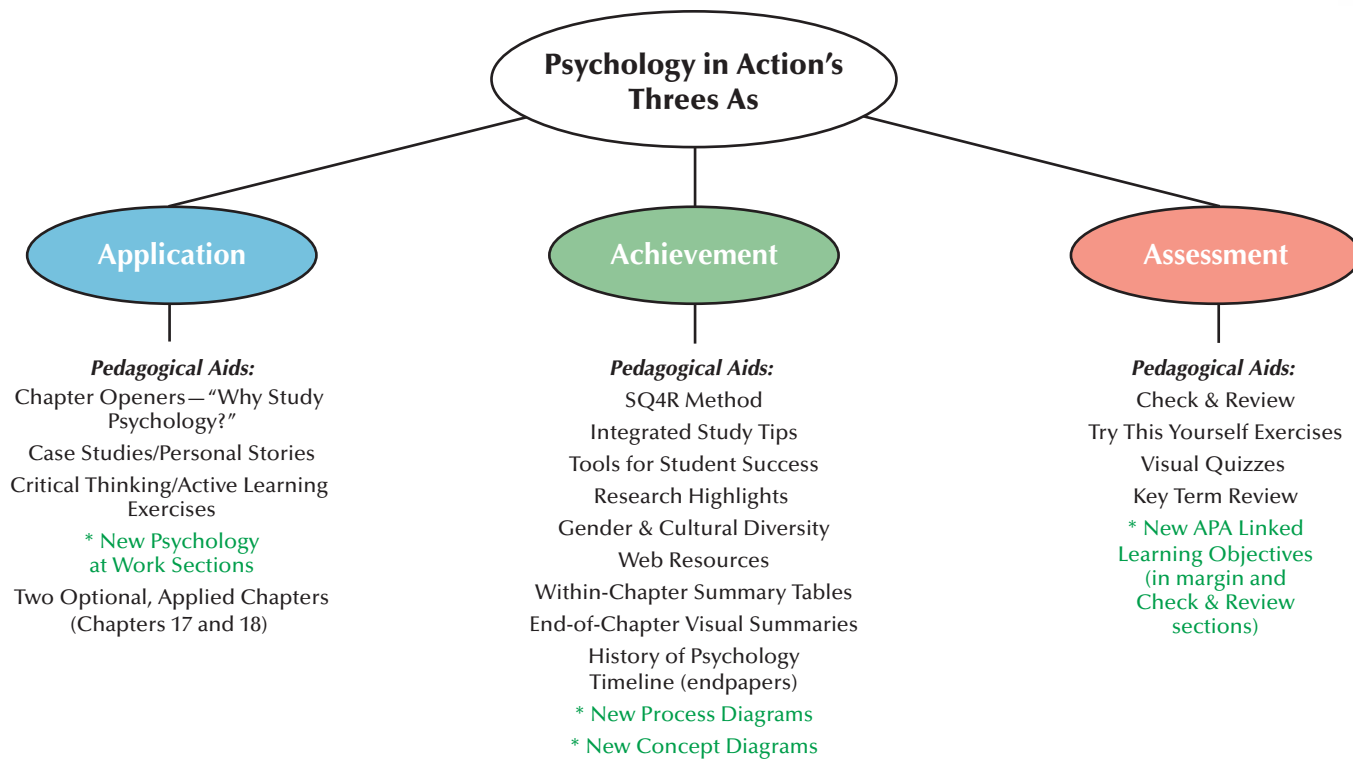 Psychology in Action's
Threes As
Application
Pedagogical Aids:
Chapter Openers—“Why Study
Psychology?”
Case Studies/Personal Stories
Critical Thinking/Active Learning
Exercises
* New Psychology
at Work Sections
Two Optional, Applied Chapters
(Chapters 17 and 18)
Achievement
Pedagogical Aids:
SQ4R Method
Integrated Study Tips
Tools for Student Success
Research Highlights
Gender & Cultural Diversity
Web Resources
Within-Chapter Summary Tables
End-of-Chapter Visual Summaries
History of Psychology
Timeline (endpapers)
* New Process Diagrams
* New Concept Diagrams
Assessment
Pedagogical Aids:
Check & Review
Try This Yourself Exercises
Visual Quizzes
Key Term Review
* New APA Linked
Learning Objectives
(in margin and
Check & Review
sections)